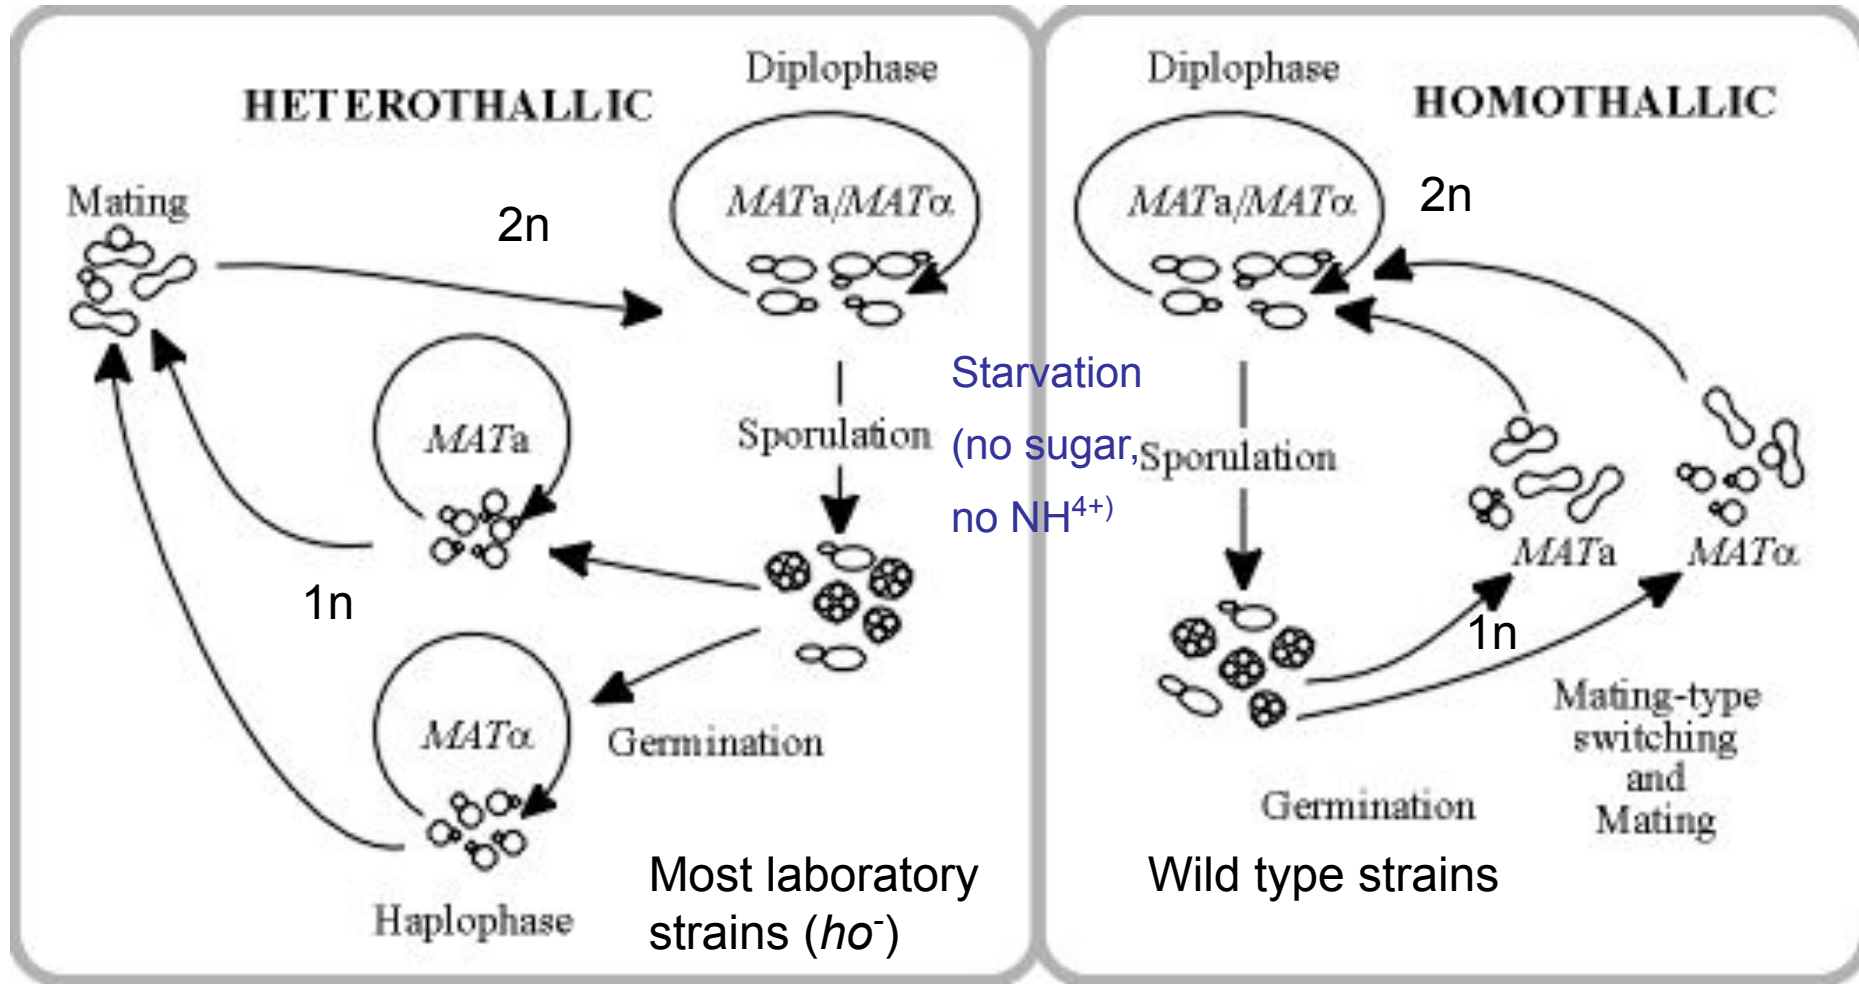 HETEROTHALLIC
Diplophase
Mating
2n
MATa/MATα
MATa
Sporulation
1n
MATα
Germination
Haplophase
Most laboratory
strains (ho-)
Starvation
(no sugar,
no NH4+)
Diplophase
HOMOTHALLIC
MATa/MATα
2n
Sporulation
MATa
MATα
1n
Mating-type
switching
and
Mating
Germination
Wild type strains